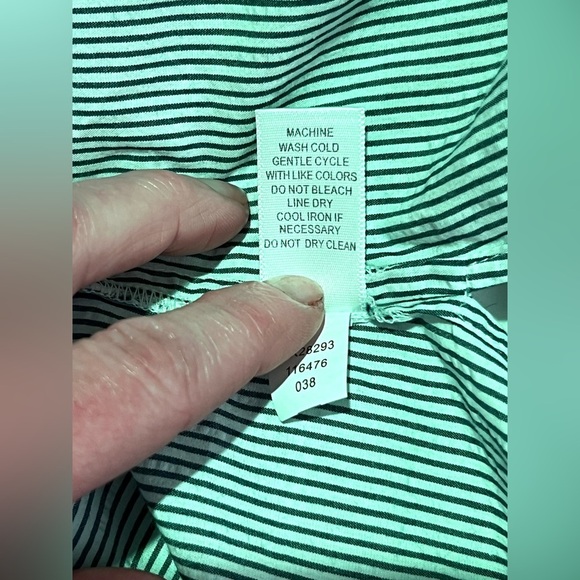 MACHINE
WASH COLD
GENTLE CYCLE
WITH LIKE COLORS
DO NOT BLEACH
LINE DRY
COOL IRON IF
NECESSARY
DO NOT DRY CLEAN
116476
038